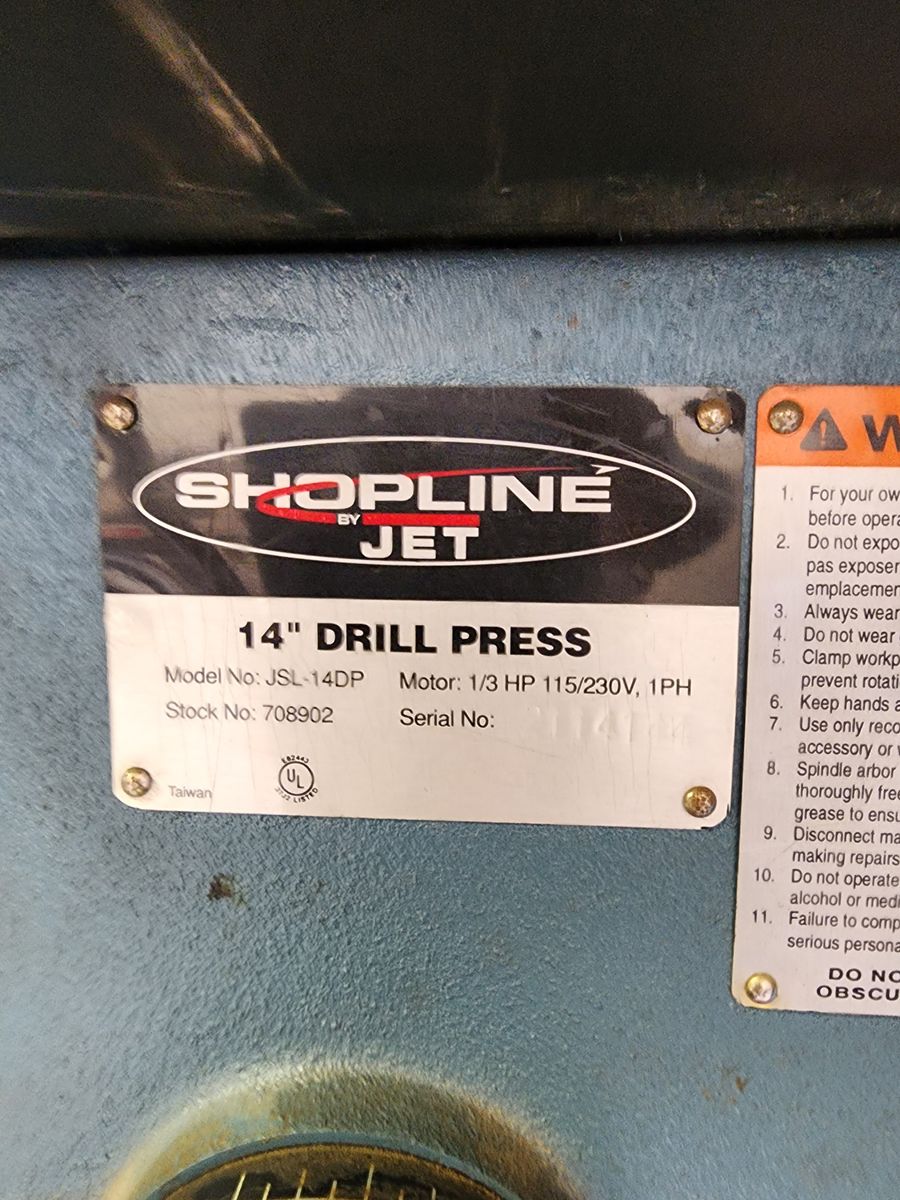 SHOPLINE
BY
JET
14" DRILL PRESS
Model No: JSL-14DP Motor: 1/3 HP 115/230V, 1PH
Stock No: 708902 Serial No:
Taiwan
E82443
UL
LISTED
W
1. For your ow
before opera
2. Do not expo
pas exposer
emplacemen
3. Always wear
4. Do not wear
5. Clamp workp
prevent rotati
6. Keep hands a
7. Use only reco
accessory or
8. Spindle arbor
thoroughly free
grease to ensu
9. Disconnect ma
making repairs
10. Do not operate
alcohol or medi
11. Failure to comp
serious persona
DO NO
OBSCU